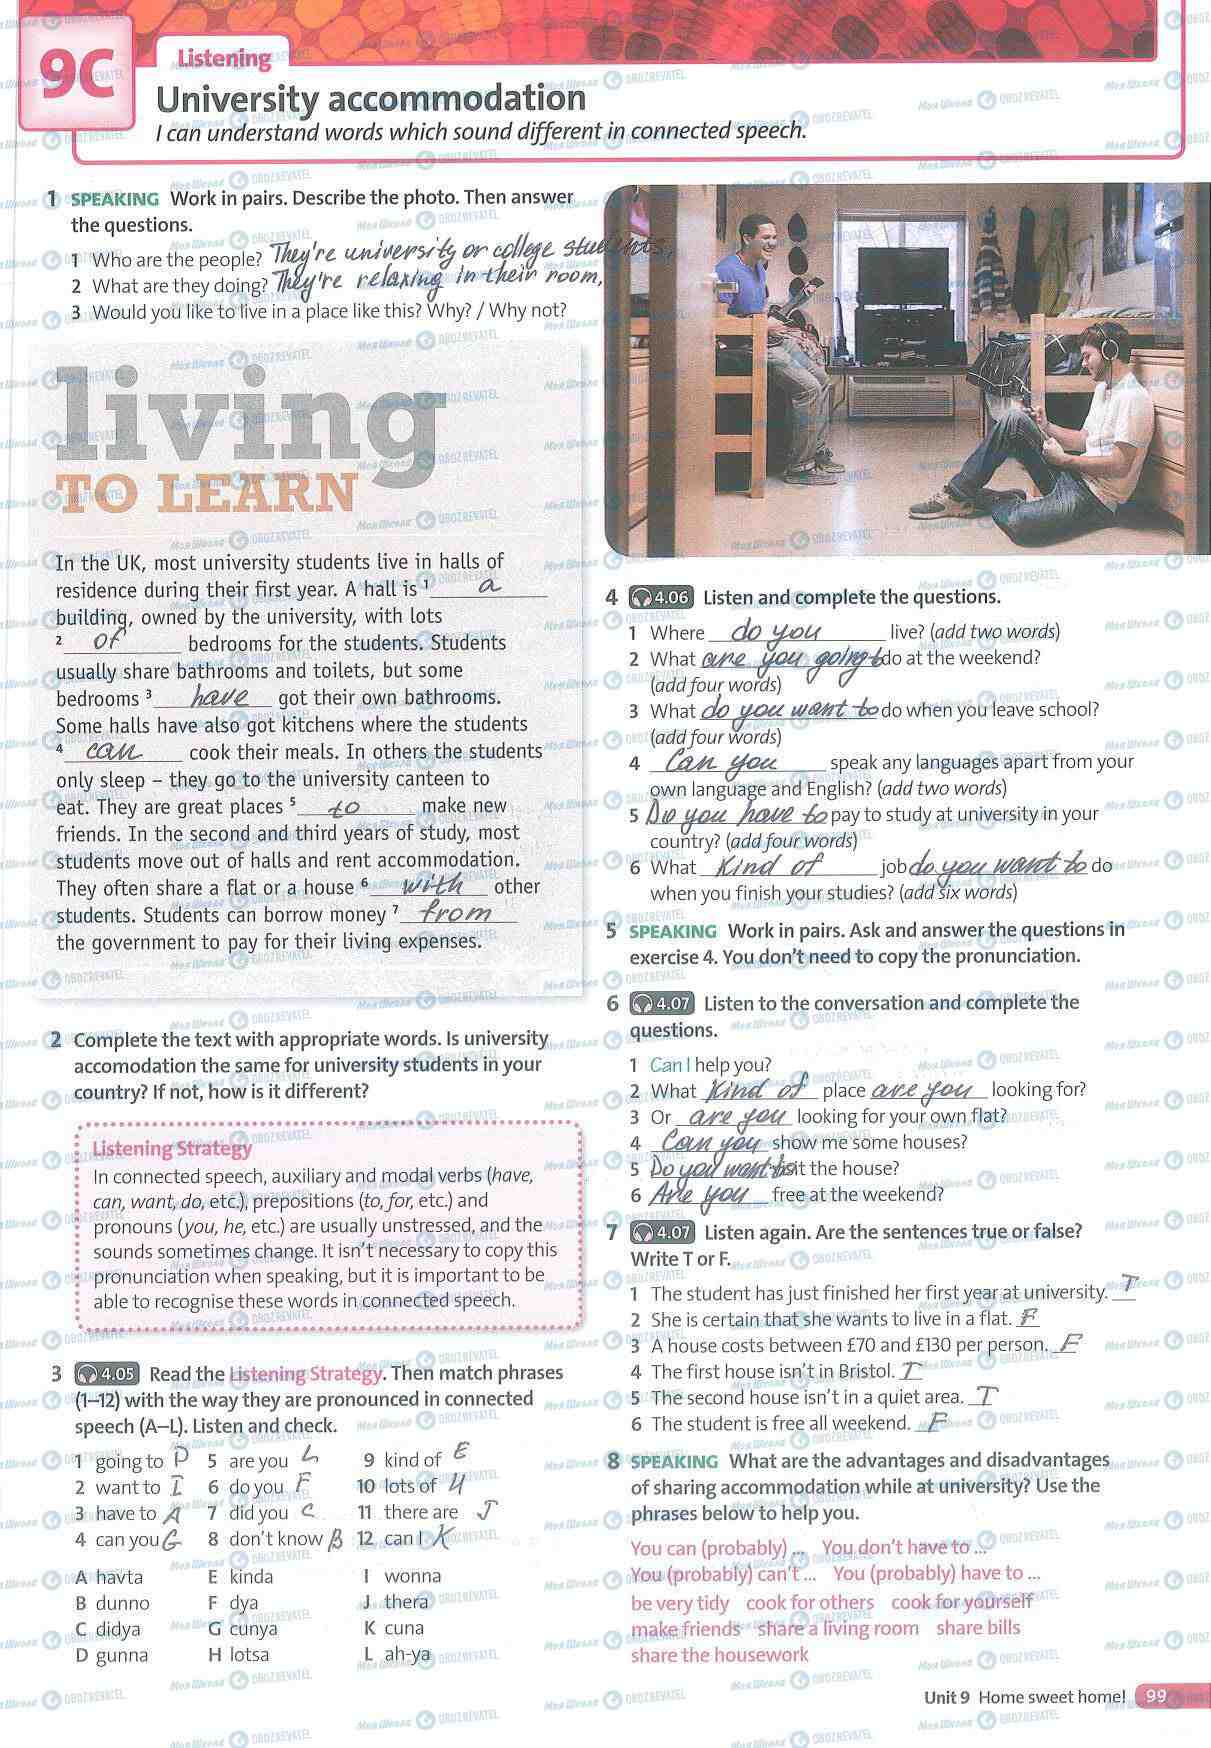 9C
Listening
University accommodation
I can understand words which sound different in connected speech.
1 SPEAKING Work in pairs. Describe the photo. Then answer
the questions.
1 Who are the people? They're university or college students.
2 What are they doing? They're relaxing in their room.
3 Would you like to live in a place like this? Why? / Why not?
living
TO LEARN
In the UK, most university students live in halls of
residence during their first year. A hall is 1 a
building, owned by the university, with lots
2 of bedrooms for the students. Students
usually share bathrooms and toilets, but some
bedrooms 3 have got their own bathrooms.
Some halls have also got kitchens where the students
4 can cook their meals. In others the students
only sleep – they go to the university canteen to
eat. They are great places 5 to make new
friends. In the second and third years of study, most
students move out of halls and rent accommodation.
They often share a flat or a house 6 with other
students. Students can borrow money 7 from
the government to pay for their living expenses.
2 Complete the text with appropriate words. Is university
accomodation the same for university students in your
country? If not, how is it different?
Listening Strategy
In connected speech, auxiliary and modal verbs (have,
can, want, do, etc.), prepositions (to, for, etc.) and
pronouns (you, he, etc.) are usually unstressed, and the
sounds sometimes change. It isn't necessary to copy this
pronunciation when speaking, but it is important to be
able to recognise these words in connected speech.
3 4.05 Read the Listening Strategy. Then match phrases
(1–12) with the way they are pronounced in connected
speech (A–L). Listen and check.
1 going to D 5 are you L 9 kind of E
2 want to I 6 do you F 10 lots of H
3 have to A 7 did you C 11 there are J
4 can you G 8 don't know B 12 can I K
A havta E kinda I wonna
B dunno F dya J thera
C didya G cunya K cuna
D gunna H lotsa L ah-ya
4 4.06 Listen and complete the questions.
1 Where do you live? (add two words)
2 What are you going to do at the weekend?
(add four words)
3 What do you want to do when you leave school?
(add four words)
4 Can you speak any languages apart from your
own language and English? (add two words)
5 Do you have to pay to study at university in your
country? (add four words)
6 What kind of job do you want to do
when you finish your studies? (add six words)
5 SPEAKING Work in pairs. Ask and answer the questions in
exercise 4. You don't need to copy the pronunciation.
6 4.07 Listen to the conversation and complete the
questions.
1 Can I help you?
2 What kind of place are you looking for?
3 Or are you looking for your own flat?
4 Can you show me some houses?
5 Do you want to visit the house?
6 Are you free at the weekend?
7 4.07 Listen again. Are the sentences true or false?
Write T or F.
1 The student has just finished her first year at university. T
2 She is certain that she wants to live in a flat. F
3 A house costs between £70 and £130 per person. F
4 The first house isn't in Bristol. T
5 The second house isn't in a quiet area. T
6 The student is free all weekend. F
8 SPEAKING What are the advantages and disadvantages
of sharing accommodation while at university? Use the
phrases below to help you.
You can (probably) ... You don't have to ...
You (probably) can't ... You (probably) have to ...
be very tidy cook for others cook for yourself
make friends share a living room share bills
share the housework
Unit 9 Home sweet home! 99